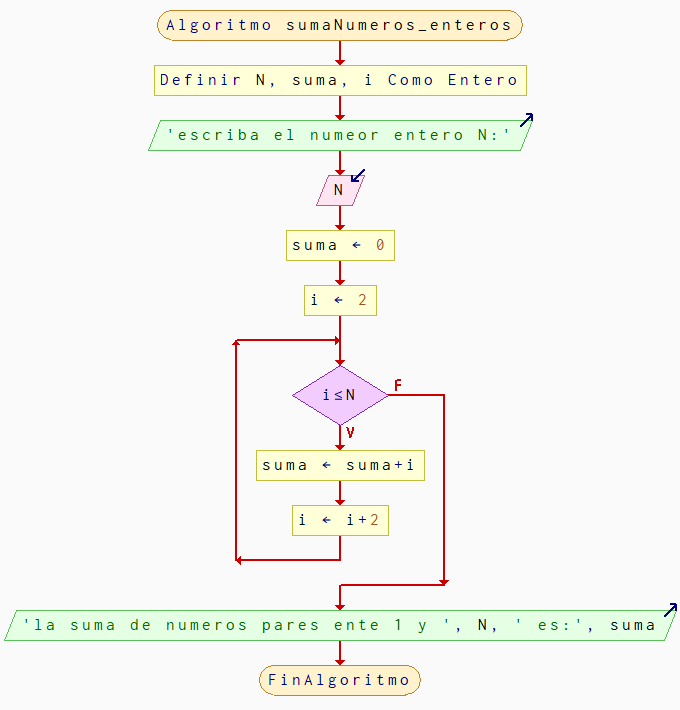 Algoritmo sumaNumeros_enteros
Definir N, suma, i Como Entero
'escriba el numeor entero N:'
N
suma ← 0
i ← 2
i≤N
F
V
suma ← suma+i
i ← i+2
'la suma de numeros pares ente 1 y ', N, ' es:', suma
FinAlgoritmo